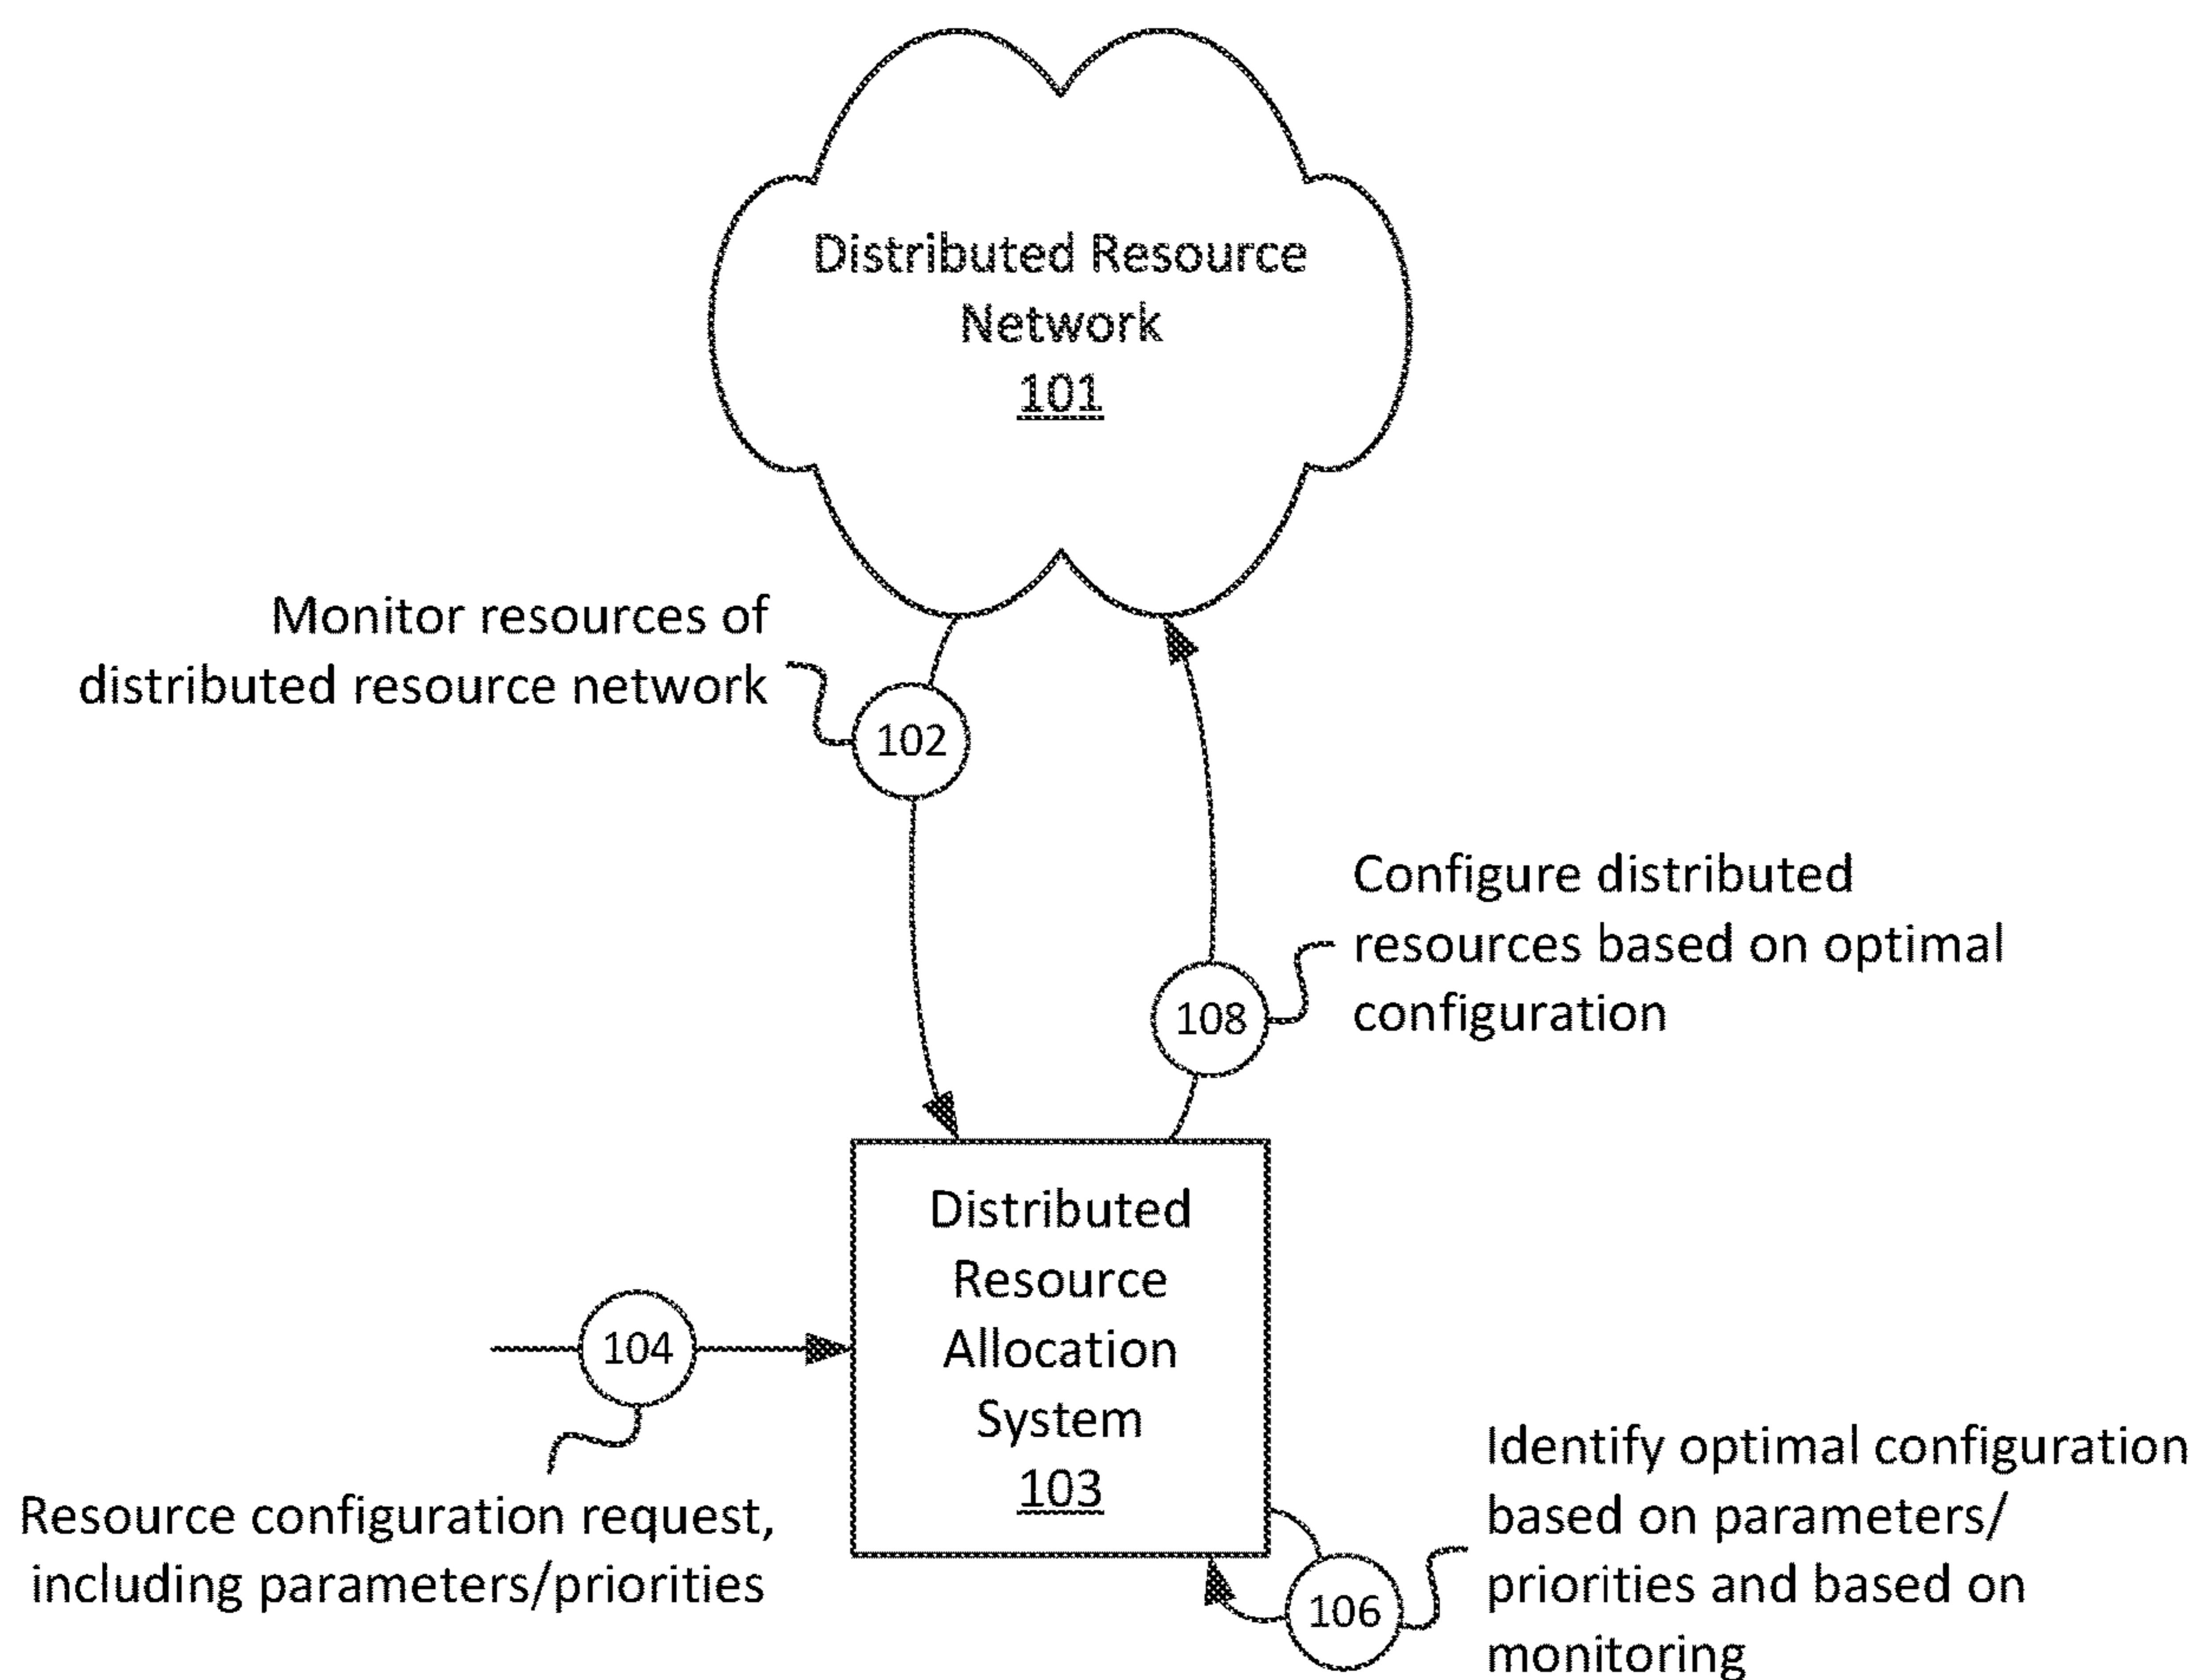 Distributed Resource
Network
101
Monitor resources of
distributed resource network
102
Configure distributed
resources based on optimal
configuration
108
Distributed
Resource
Allocation
System
103
104
Resource configuration request,
including parameters/priorities
Identify optimal configuration
based on parameters/
priorities and based on
monitoring
106